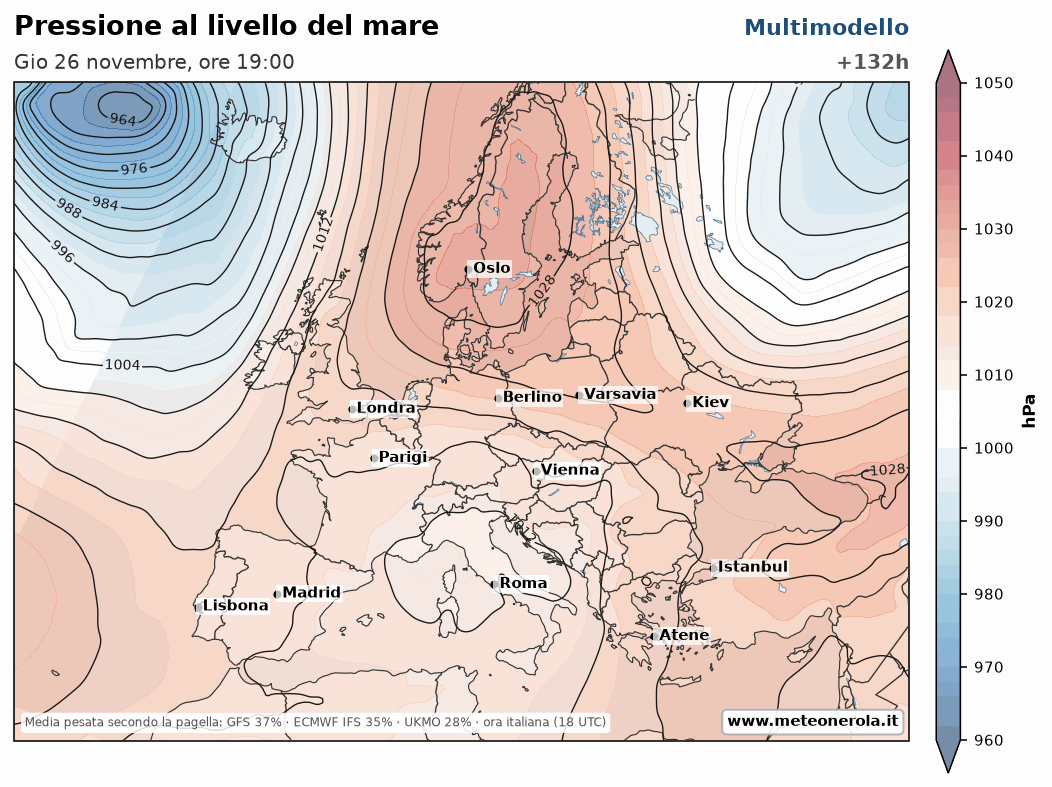 Pressione al livello del mare
Multimodello
Gio 26 novembre, ore 19:00
+132h
964
976
984
988
996
1004
1012
1028
1028
Oslo
Londra
Berlino
Varsavia
Kiev
Parigi
Vienna
Istanbul
Roma
Madrid
Lisbona
Atene
Media pesata secondo la pagella: GFS 37% · ECMWF IFS 35% · UKMO 28% · ora italiana (18 UTC)
www.meteonerola.it
1050
1040
1030
1020
1010
1000
990
980
970
960
hPa